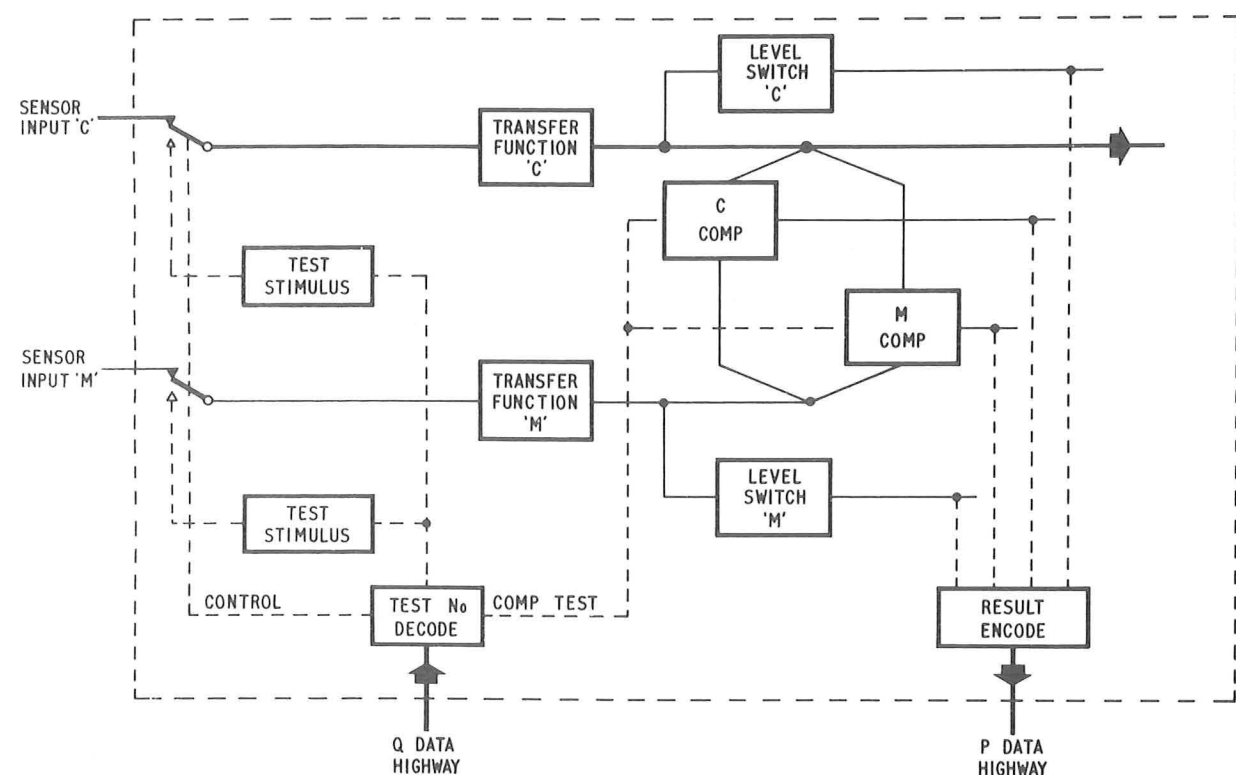 LEVEL
SWITCH
'C'
SENSOR
INPUT 'C'
TRANSFER
FUNCTION
'C'
C
COMP
TEST
STIMULUS
M
COMP
SENSOR
INPUT 'M'
TRANSFER
FUNCTION
'M'
LEVEL
SWITCH
'M'
TEST
STIMULUS
CONTROL
TEST No
DECODE
COMP TEST
RESULT
ENCODE
Q DATA
HIGHWAY
P DATA
HIGHWAY